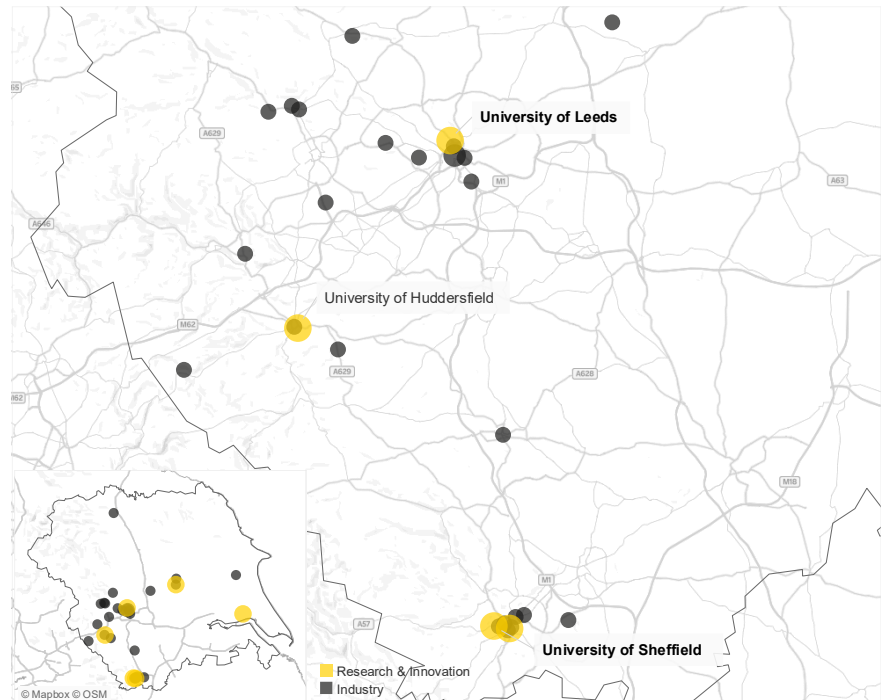 65
A629
University of Leeds
M1
A63
A646
University of Huddersfield
M62
A629
A628
M62
M18
M1
A57
University of Sheffield
Research & Innovation
Industry
© Mapbox © OSM